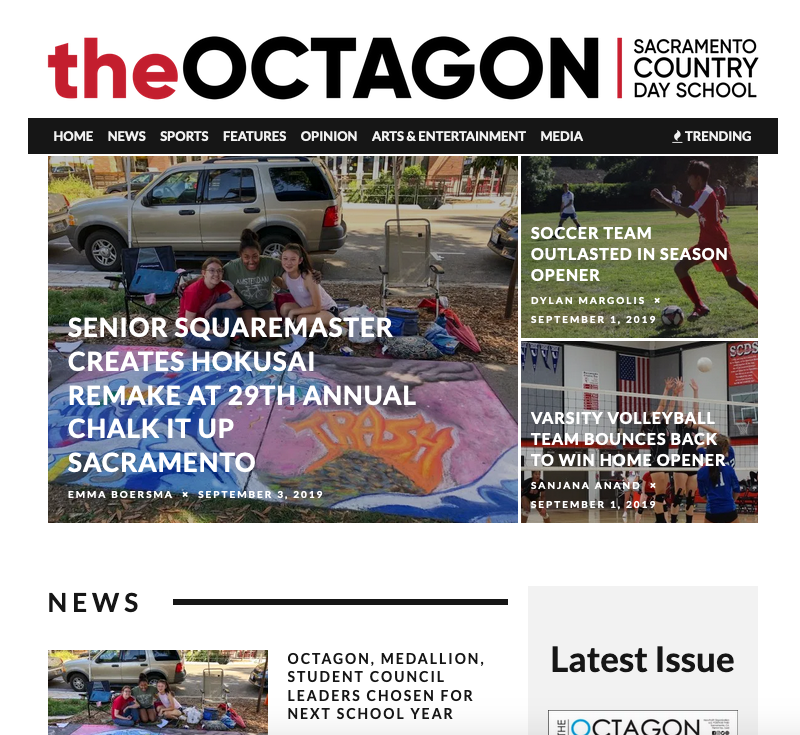 theOCTAGON
SACRAMENTO
COUNTRY
DAY SCHOOL
HOME NEWS SPORTS FEATURES OPINION ARTS & ENTERTAINMENT MEDIA TRENDING
SENIOR SQUAREMASTER
CREATES HOKUSAI
REMAKE AT 29TH ANNUAL
CHALK IT UP
SACRAMENTO
EMMA BOERSMA × SEPTEMBER 3, 2019
TRASH
SOCCER TEAM
OUTLASTED IN SEASON
OPENER
DYLAN MARGOLIS ×
SEPTEMBER 1, 2019
SCDS
VARSITY VOLLEYBALL
TEAM BOUNCES BACK
TO WIN HOME OPENER
SANJANA ANAND ×
SEPTEMBER 1, 2019
NEWS
OCTAGON, MEDALLION,
STUDENT COUNCIL
LEADERS CHOSEN FOR
NEXT SCHOOL YEAR
Latest Issue
THE OCTAGON